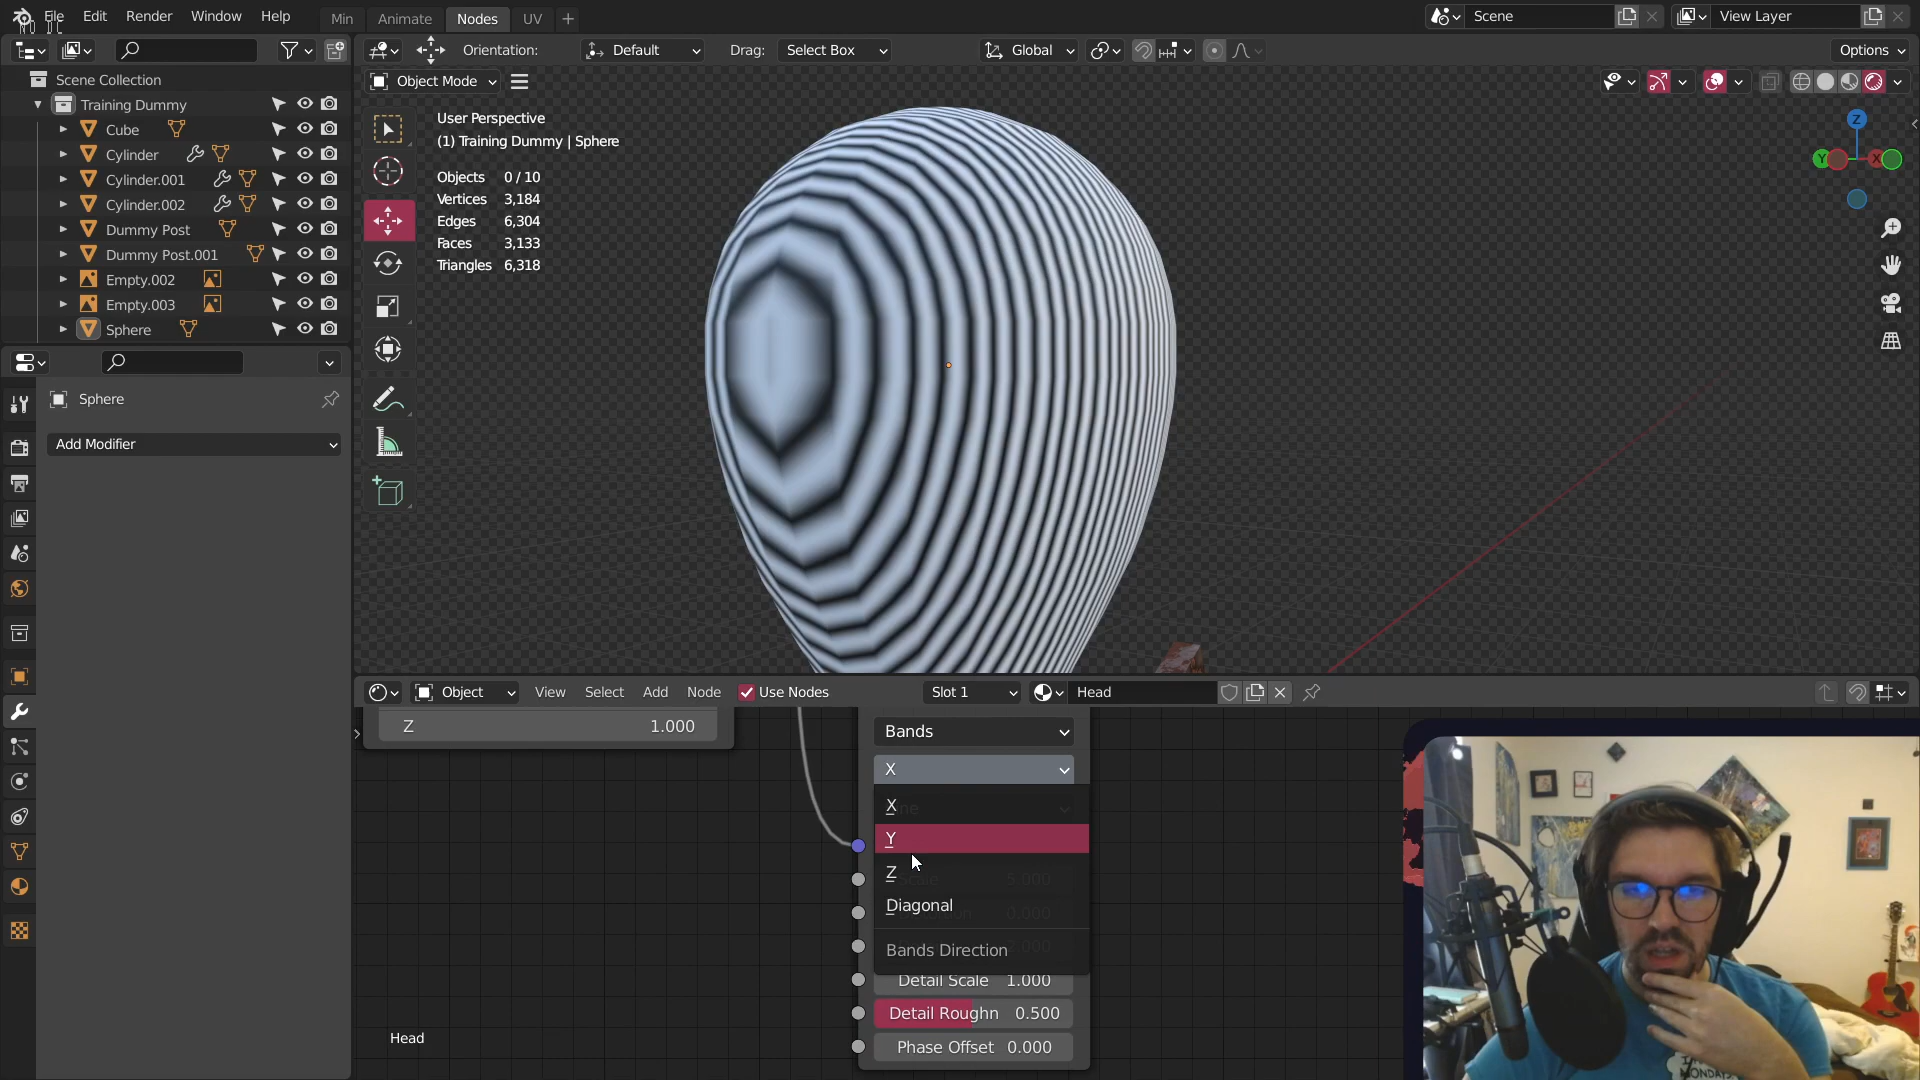 File Edit Render Window Help
Min Animate Nodes UV +
Scene
View Layer
Orientation: Default Drag: Select Box
Global
Options
Scene Collection
Training Dummy
Cube
Cylinder
Cylinder.001
Cylinder.002
Dummy Post
Dummy Post.001
Empty.002
Empty.003
Sphere
Sphere
Add Modifier
Object Mode
User Perspective
(1) Training Dummy | Sphere
Objects 0 / 10
Vertices 3,184
Edges 6,304
Faces 3,133
Triangles 6,318
Z
Y
X
Object View Select Add Node Use Nodes
Slot 1
Head
Z 1.000
Bands
X
X
Y
Z
Scale 5.000
Diagonal
Bands Direction
Detail Scale 1.000
Detail Roughn 0.500
Phase Offset 0.000
Head